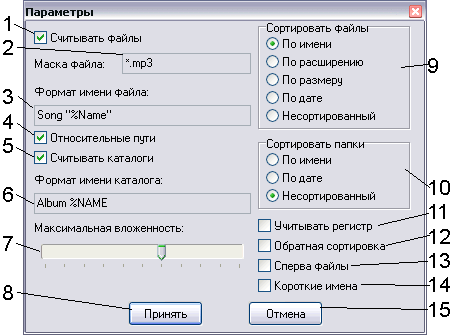 Параметры
1
Считывать файлы
2
Маска файла: *.mp3
3
Формат имени файла:
Song "%Name"
4
Относительные пути
5
Считывать каталоги
Формат имени каталога:
6
Album %NAME
Максимальная вложенность:
7
8
Принять
Сортировать файлы
По имени
По расширению
9
По размеру
По дате
Несортированный
Сортировать папки
По имени
По дате
10
Несортированный
11
Учитывать регистр
12
Обратная сортировка
13
Сперва файлы
14
Короткие имена
15
Отмена